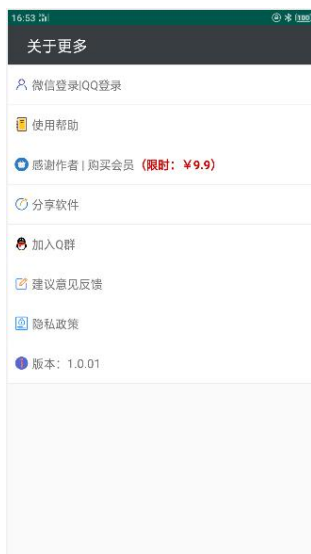 16:53
100
关于更多
微信登录|QQ登录
使用帮助
感谢作者 | 购买会员（限时：￥9.9）
分享软件
加入Q群
建议意见反馈
隐私政策
版本：1.0.01